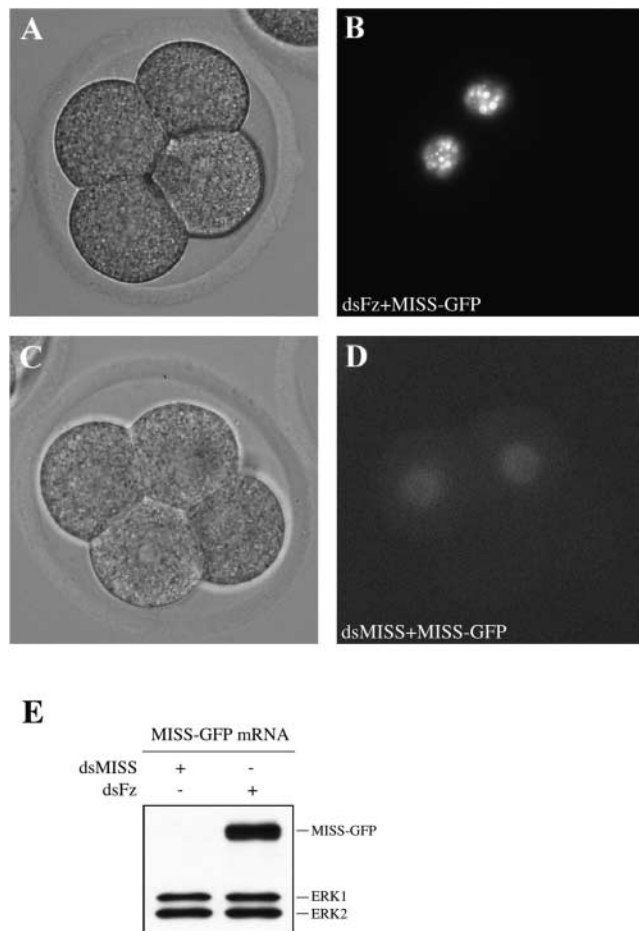 A
B
dsFz+MISS-GFP
C
D
dsMISS+MISS-GFP
E
MISS-GFP mRNA
dsMISS + -
dsFz - +
MISS-GFP
ERK1
ERK2